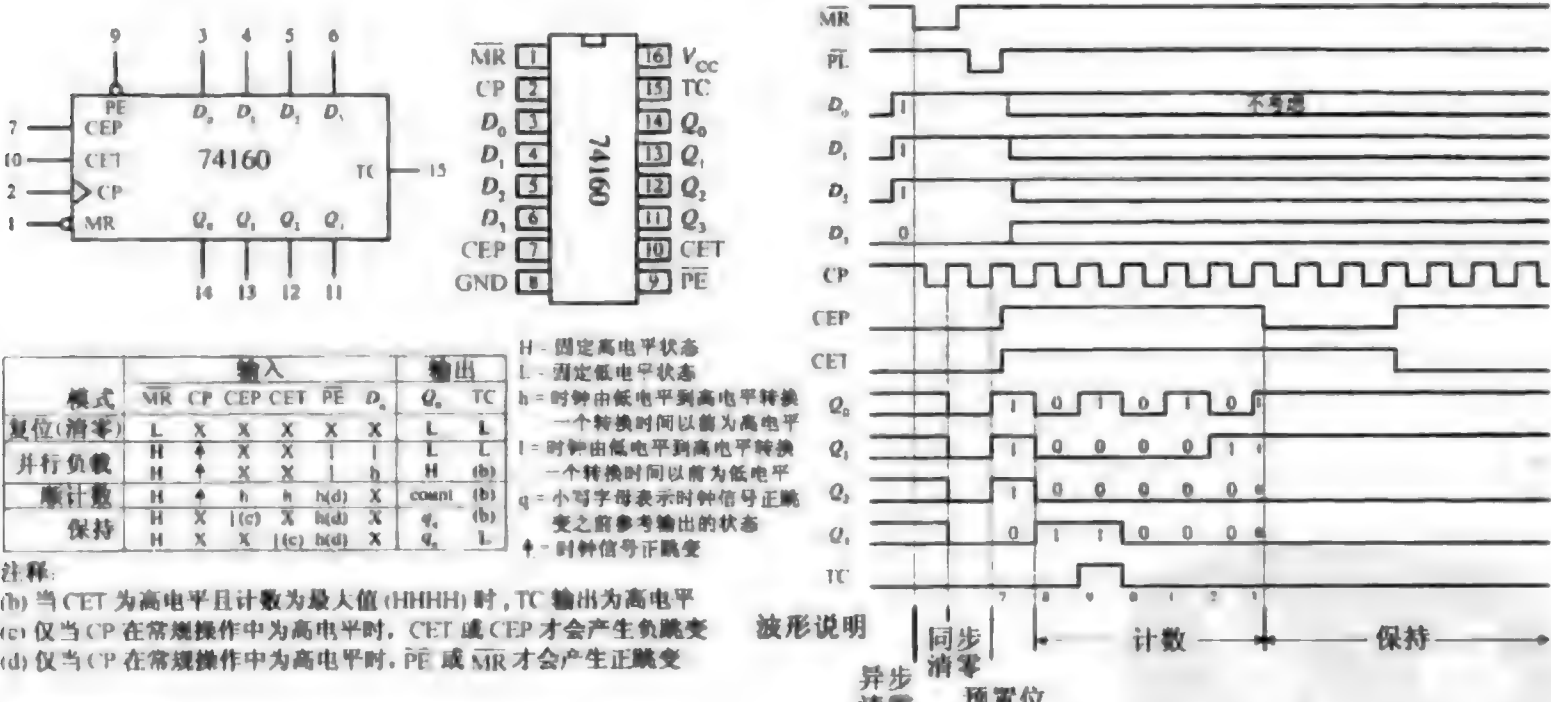 9 3 4 5 6
PE D₀ D₁ D₂ D₃
7 CEP
10 CET 74160 TC 15
2 CP
1 MR Q₀ Q₁ Q₂ Q₃
14 13 12 11
M̅R̅ 1 16 V_CC
CP 2 15 TC
D₀ 3 14 Q₀
D₁ 4 13 Q₁
D₂ 5 12 Q₂
D₃ 6 11 Q₃
CEP 7 10 CET
GND 8 9 P̅E̅
74160
输入 输出
模式 M̅R̅ CP CEP CET P̅E̅ Dₙ Qₙ TC
复位(清零) L X X X X X L L
并行负载 H ↑ X X l l L L
H ↑ X X l h H (b)
顺计数 H ↑ h h h(d) X count (b)
保持 H X l(c) X h(d) X qₙ (b)
H X X l(c) h(d) X qₙ L
H - 固定高电平状态
L - 固定低电平状态
h = 时钟由低电平到高电平转换
一个转换时间以前为高电平
l = 时钟由低电平到高电平转换
一个转换时间以前为低电平
q = 小写字母表示时钟信号正跳
变之前参考输出的状态
↑ - 时钟信号正跳变
注释:
(b) 当 CET 为高电平且计数为最大值 (HHHH) 时, TC 输出为高电平
(c) 仅当 CP 在常规操作中为高电平时, CET 或 CEP 才会产生负跳变
(d) 仅当 CP 在常规操作中为高电平时, P̅E̅ 或 M̅R̅ 才会产生正跳变
M̅R̅
P̅L̅
D₀ 1 不考虑
D₁ 1
D₂ 1
D₃ 0
CP
CEP
CET
Q₀ 1 0 1 0 1 0 1
Q₁ 1 0 0 0 0 1 1
Q₂ 1 0 0 0 0 0 0
Q₃ 0 1 1 0 0 0 0
TC
7 8 9 0 1 2 3
波形说明 同步 计数 保持
清零
异步
预置位